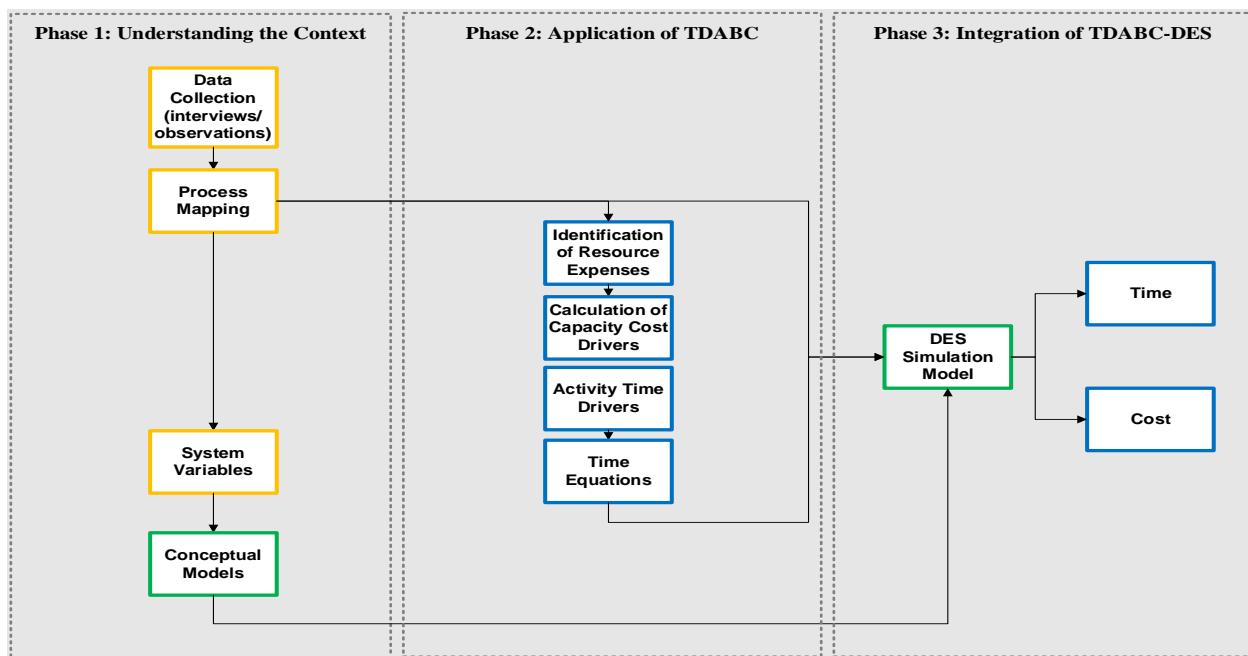 Phase 1: Understanding the Context
Data
Collection
(interviews/
observations)
Process
Mapping
System
Variables
Conceptual
Models
Phase 2: Application of TDABC
Identification
of Resource
Expenses
Calculation of
Capacity Cost
Drivers
Activity Time
Drivers
Time
Equations
Phase 3: Integration of TDABC-DES
DES
Simulation
Model
Time
Cost